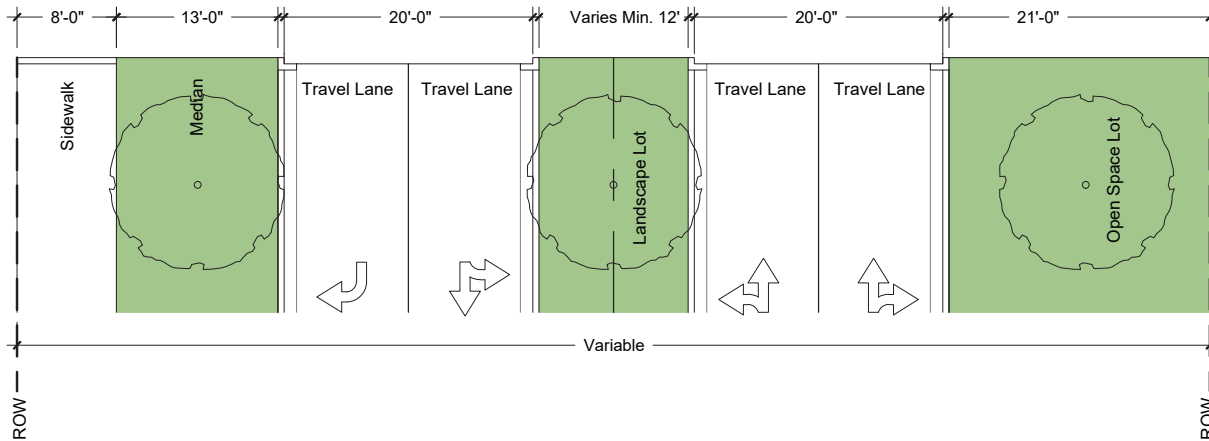 8'-0" 13'-0" 20'-0" Varies Min. 12' 20'-0" 21'-0"
Sidewalk
Median
Travel Lane
Travel Lane
Landscape Lot
Travel Lane
Travel Lane
Open Space Lot
Variable
ROW
ROW